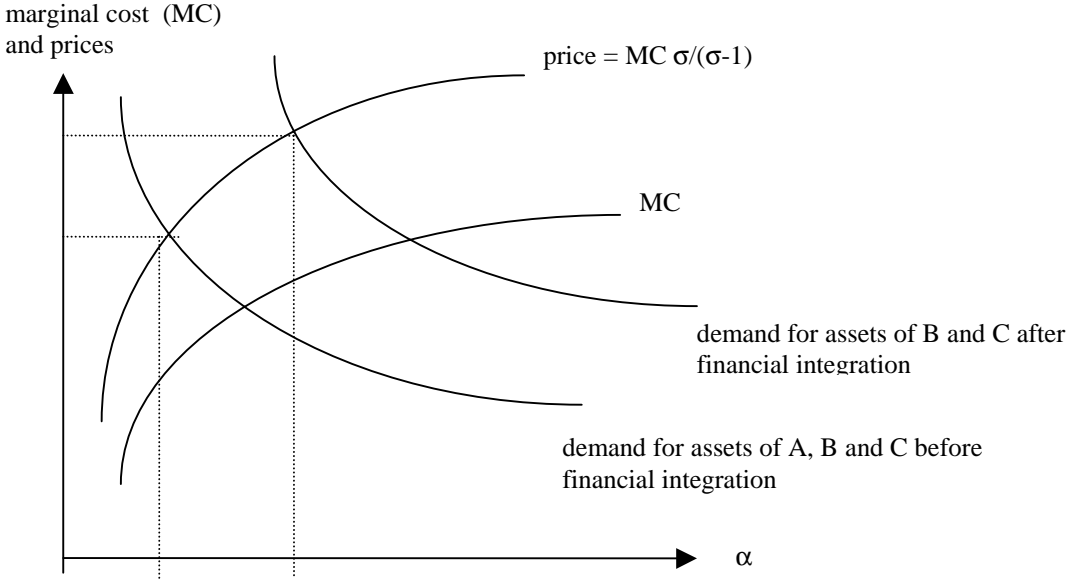 marginal cost (MC)
and prices
price = MC σ/(σ-1)
MC
demand for assets of B and C after
financial integration
demand for assets of A, B and C before
financial integration
α